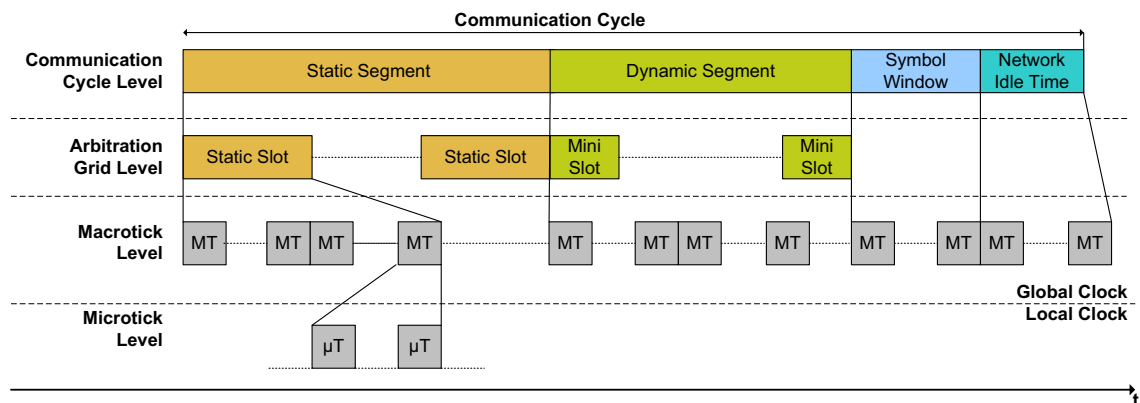 Communication Cycle
Communication
Cycle Level
Static Segment
Dynamic Segment
Symbol
Window
Network
Idle Time
Arbitration
Grid Level
Static Slot
Static Slot
Mini
Slot
Mini
Slot
Macrotick
Level
MT
MT
MT
MT
MT
MT
MT
MT
MT
MT
MT
MT
Global Clock
Local Clock
Microtick
Level
µT
µT
t